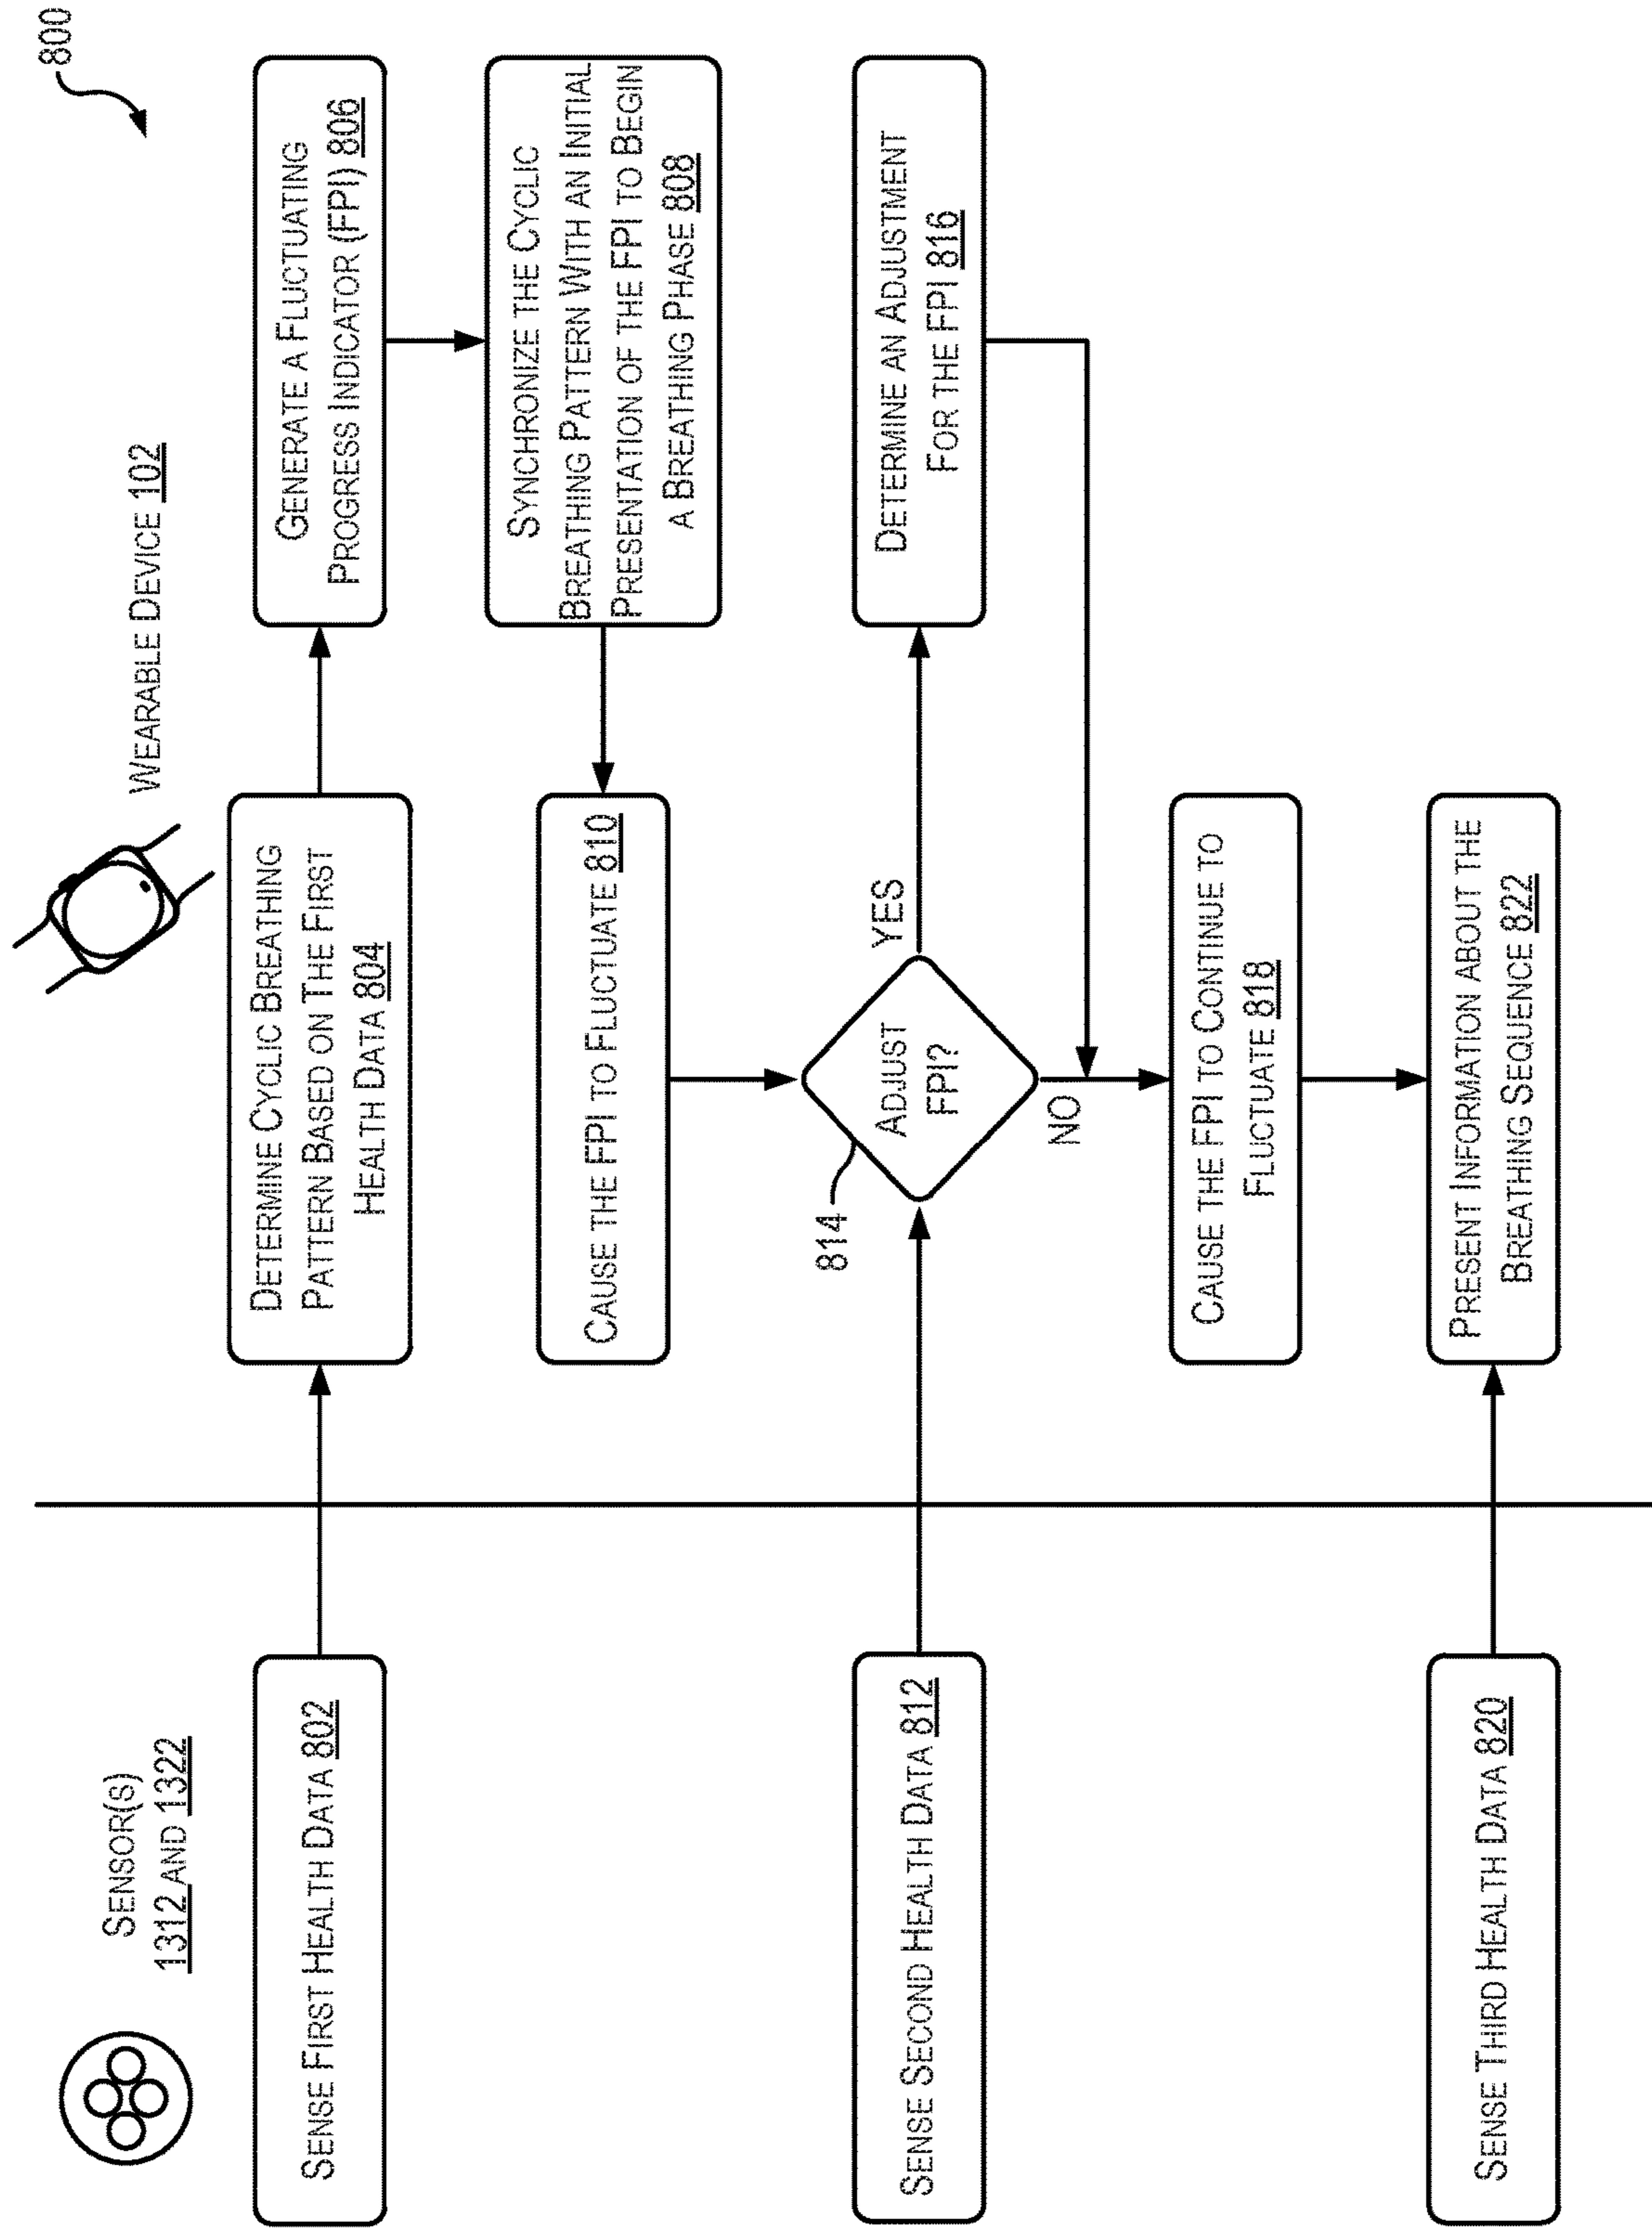 800
SENSOR(S)
1312 AND 1322
WEARABLE DEVICE 102
SENSE FIRST HEALTH DATA 802
DETERMINE CYCLIC BREATHING
PATTERN BASED ON THE FIRST
HEALTH DATA 804
GENERATE A FLUCTUATING
PROGRESS INDICATOR (FPI) 806
SYNCHRONIZE THE CYCLIC
BREATHING PATTERN WITH AN INITIAL
PRESENTATION OF THE FPI TO BEGIN
A BREATHING PHASE 808
CAUSE THE FPI TO FLUCTUATE 810
SENSE SECOND HEALTH DATA 812
814
ADJUST
FPI?
YES
NO
DETERMINE AN ADJUSTMENT
FOR THE FPI 816
CAUSE THE FPI TO CONTINUE TO
FLUCTUATE 818
SENSE THIRD HEALTH DATA 820
PRESENT INFORMATION ABOUT THE
BREATHING SEQUENCE 822